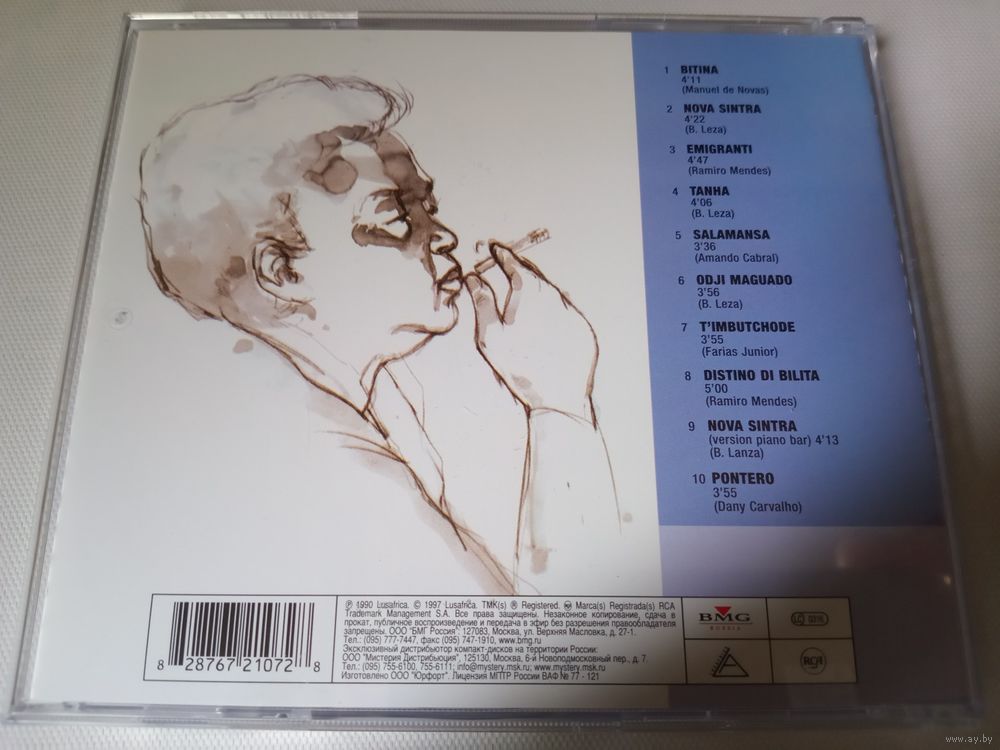 1 BITINA
4'11
(Manuel de Novas)
2 NOVA SINTRA
4'22
(B. Leza)
3 EMIGRANTI
4'47
(Ramiro Mendes)
4 TANHA
4'06
(B. Leza)
5 SALAMANSA
3'36
(Amando Cabral)
6 ODJI MAGUADO
3'56
(B. Leza)
7 T'IMBUTCHODE
3'55
(Farias Junior)
8 DISTINO DI BILITA
5'00
(Ramiro Mendes)
9 NOVA SINTRA
(version piano bar) 4'13
(B. Lanza)
10 PONTERO
3'55
(Dany Carvalho)
8 28767 21072 8
℗ 1990 Lusafrica. © 1997 Lusafrica. TMK(s) ® Registered. Marca(s) Registrada(s) RCA
Trademark Management S.A. Все права защищены. Незаконное копирование, сдача в
прокат, публичное воспроизведение и передача в эфир без разрешения правообладателя
запрещены. ООО "БМГ Россия": 127083, Москва, ул. Верхняя Масловка, д. 27-1.
Тел.: (095) 777-7447, факс (095) 747-1910, www.bmg.ru
Эксклюзивный дистрибьютор компакт-дисков на территории России:
ООО "Мистерия Дистрибьюция", 125130, Москва, 6-й Новоподмосковный пер., д. 7.
Тел.: (095) 755-6100, 755-6111; info@mystery.msk.ru; www.mystery.msk.ru
Изготовлено ООО "Юрфорт". Лицензия МПТР России ВАФ № 77 - 121
BMG
RUSSIA
LC 0316
RCA
www.ay.by